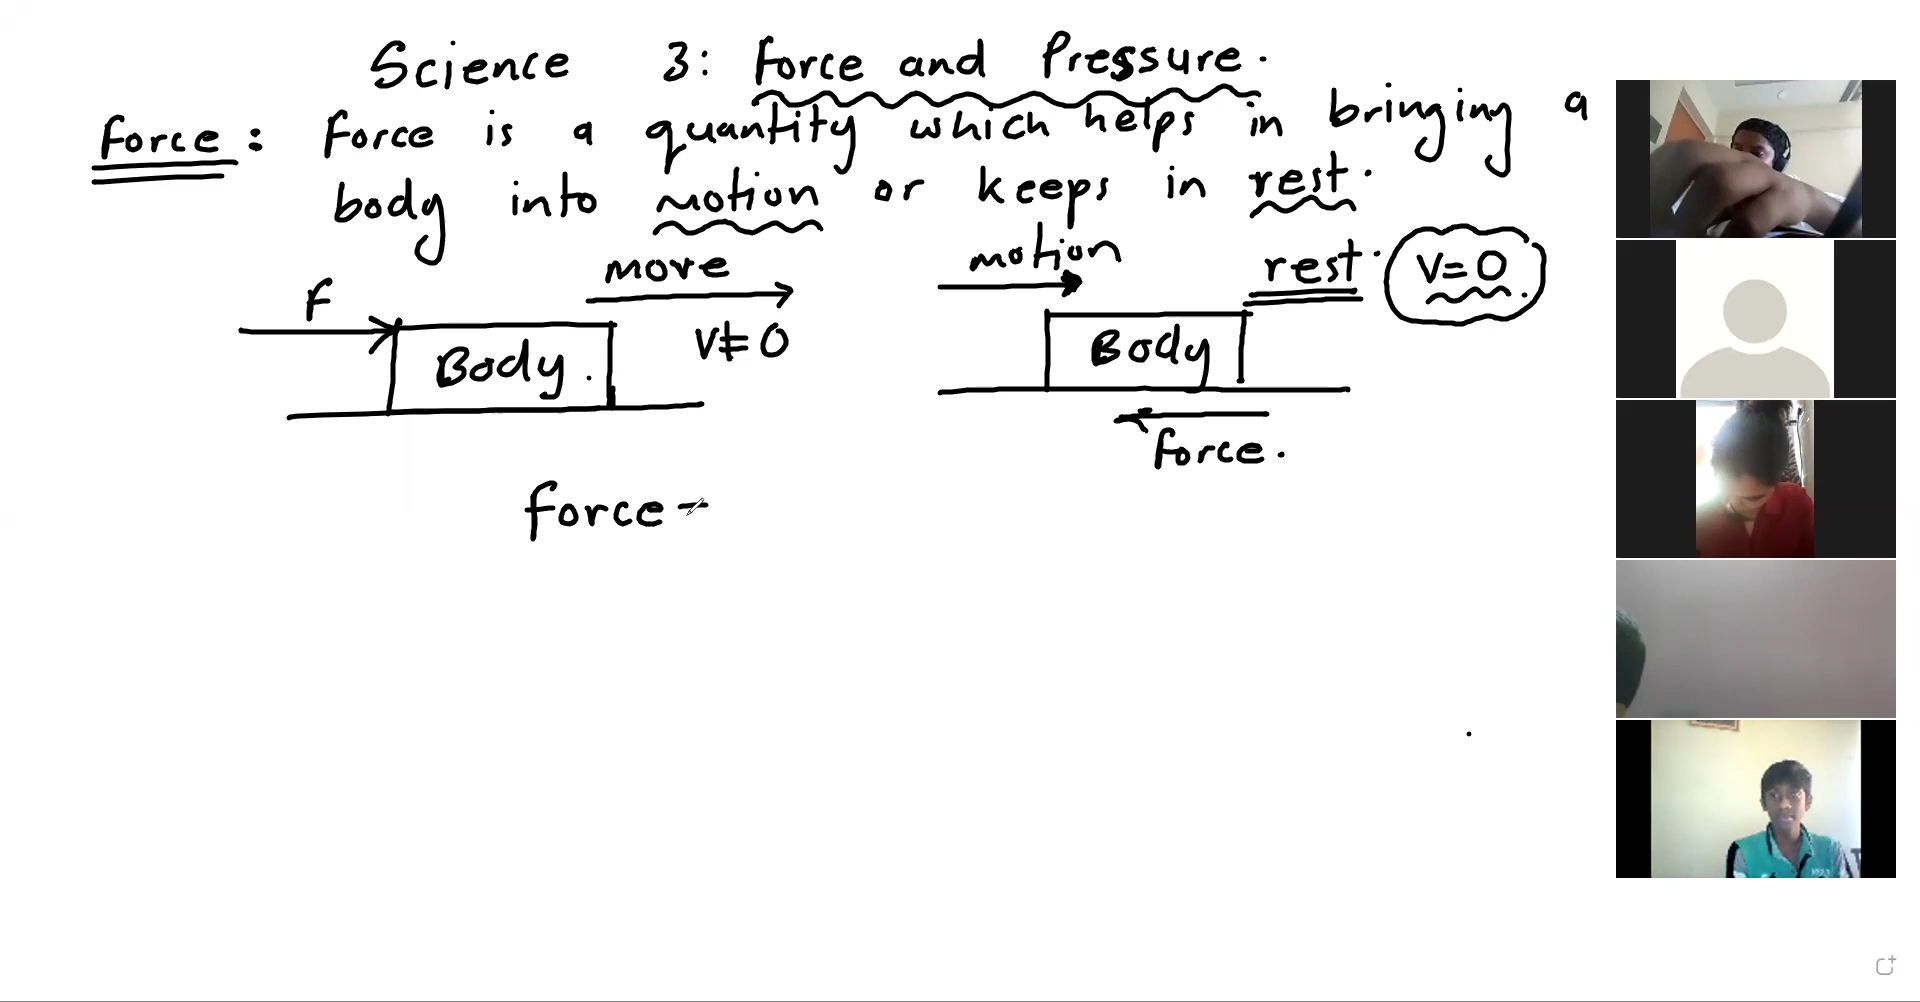 Science 3: Force and Pressure.
Force: Force is a quantity which helps in bringing a
body into motion or keeps in rest.
F
move
V≠0
Body.
motion
rest.
V=0.
Body
force.
force-